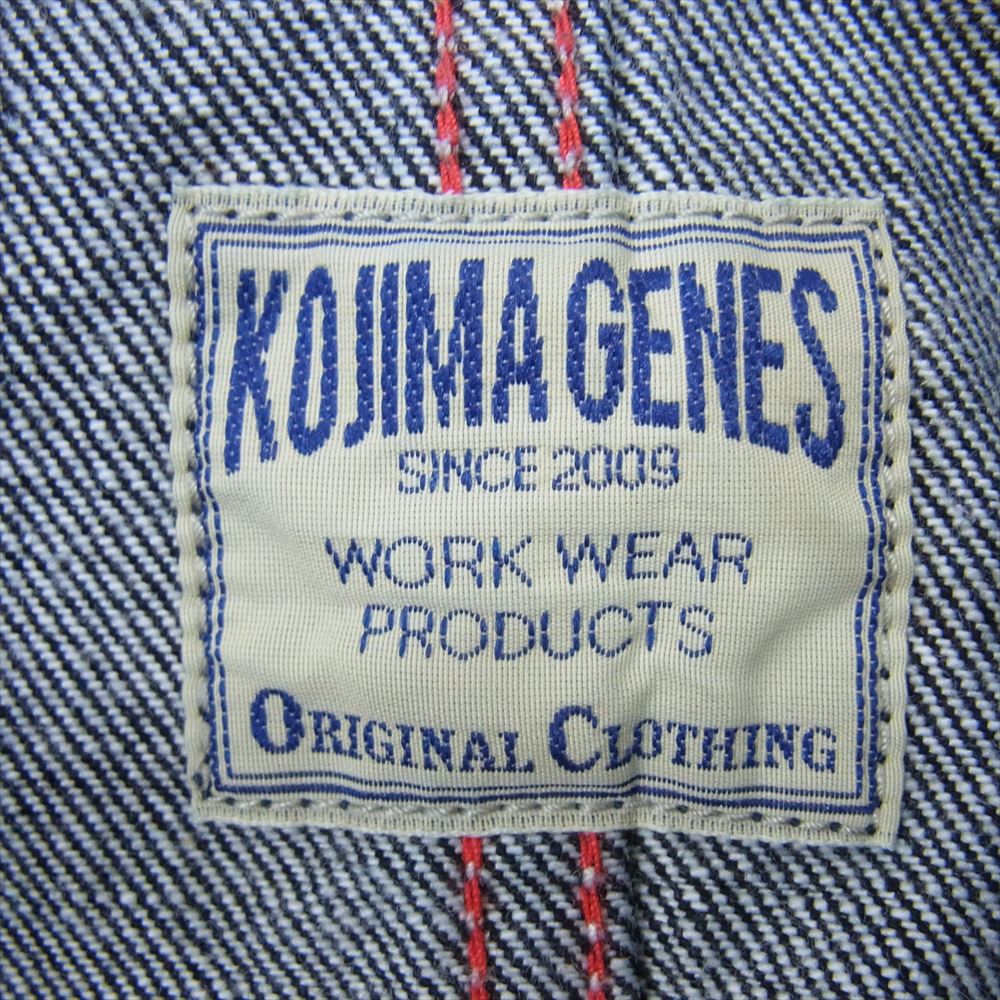 KOJIMA GENES
SINCE 2009
WORK WEAR
PRODUCTS
ORIGINAL CLOTHING